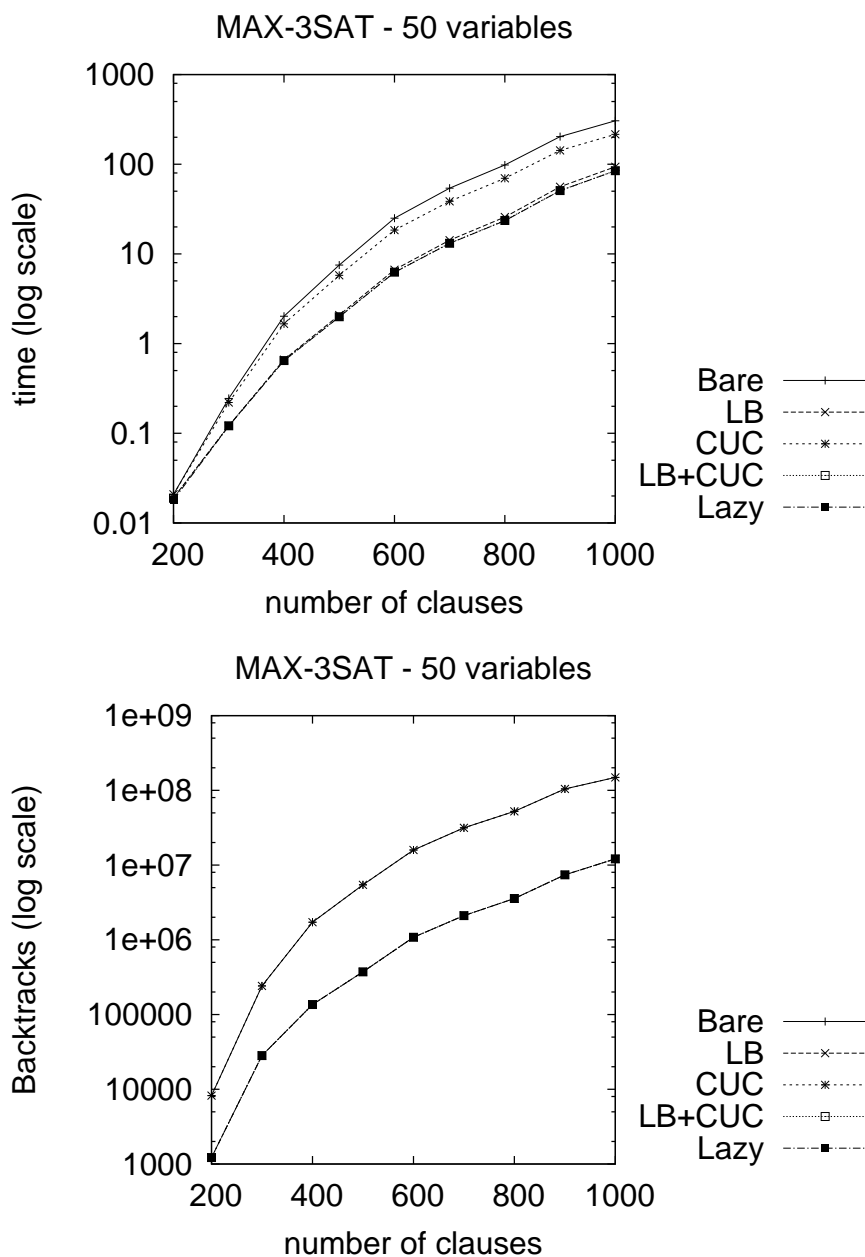 MAX-3SAT - 50 variables
1000
100
10
1
0.1
0.01
time (log scale)
200 400 600 800 1000
number of clauses
Bare
LB
CUC
LB+CUC
Lazy
MAX-3SAT - 50 variables
1e+09
1e+08
1e+07
1e+06
100000
10000
1000
Backtracks (log scale)
200 400 600 800 1000
number of clauses
Bare
LB
CUC
LB+CUC
Lazy